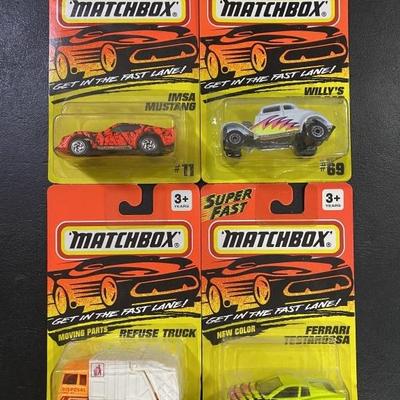 MATCHBOX®
GET IN THE FAST LANE!
IMSA
MUSTANG
#11
MATCHBOX®
GET IN THE FAST LANE!
WILLY'S
#69
3+
YEARS
MATCHBOX®
GET IN THE FAST LANE!
MOVING PARTS
REFUSE TRUCK
DISPOSAL
SUPER
FAST
3+
YEARS
MATCHBOX®
GET IN THE FAST LANE!
NEW COLOR
FERRARI
TESTAROSSA